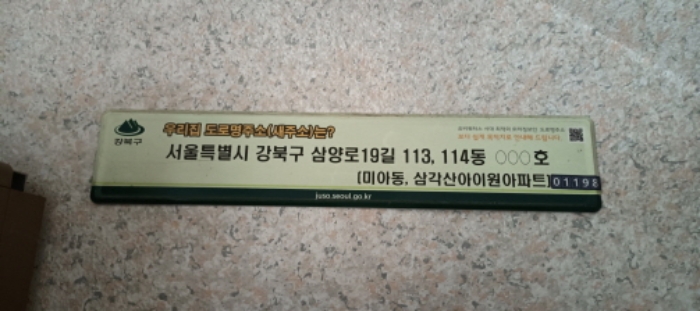 우리집 도로명주소(새주소)는?
강북구
서울특별시 강북구 삼양로19길 113, 114동 ○○○호
(미아동, 삼각산아이원아파트) 01198
juso.seoul.go.kr